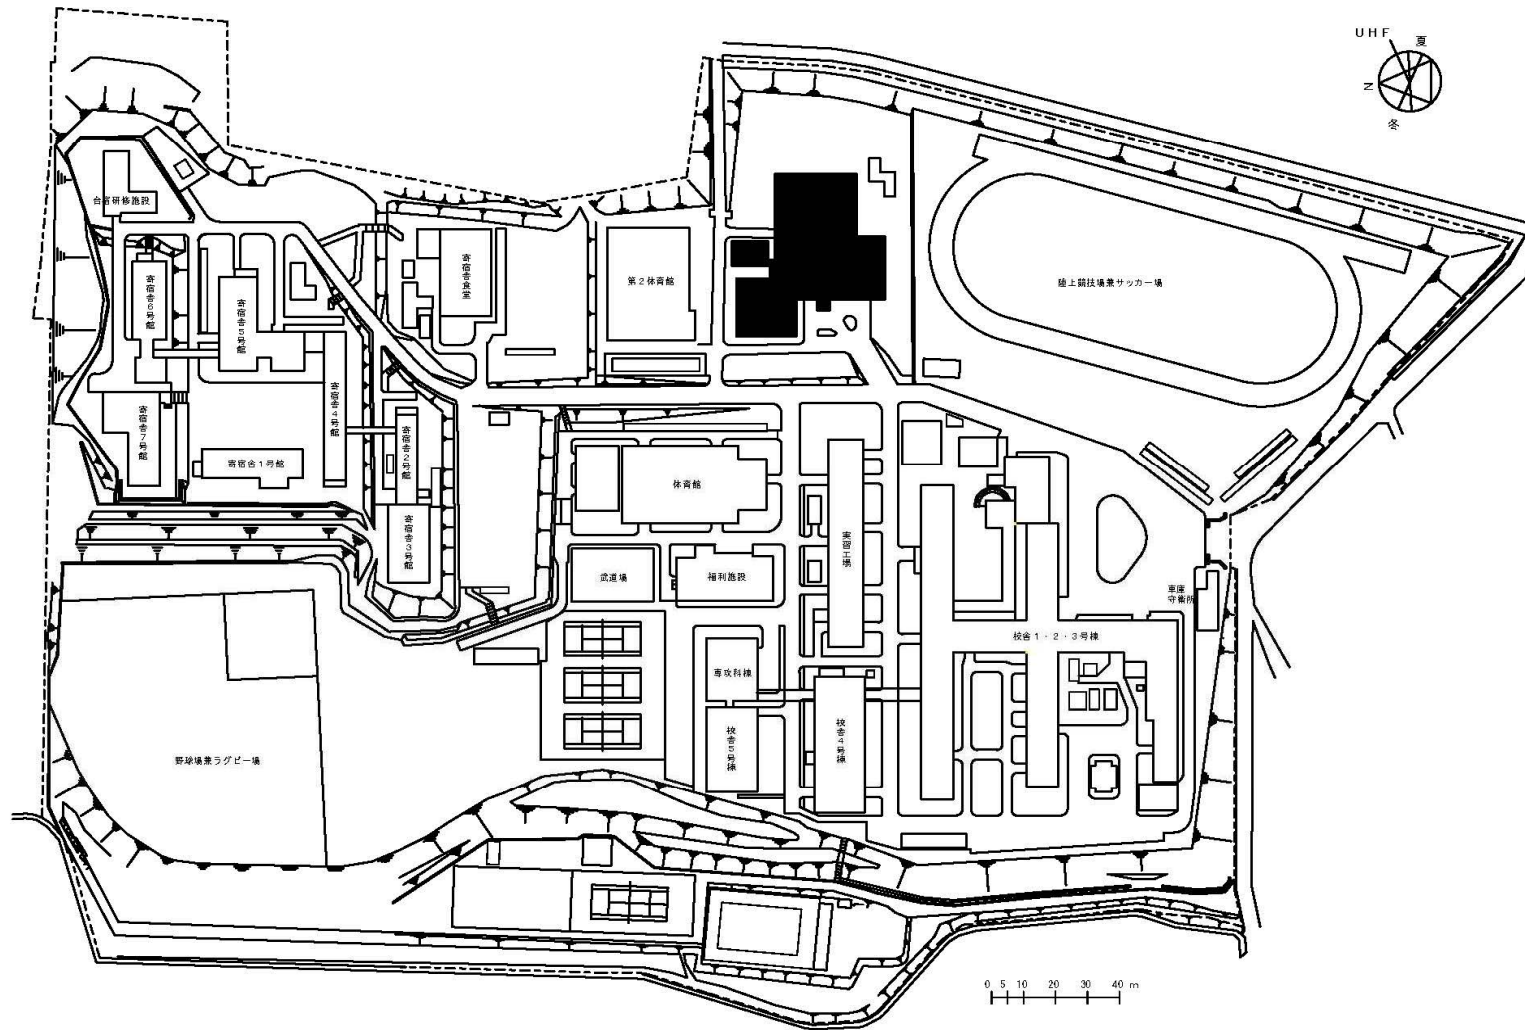 UHF
夏
N
冬
合宿研修施設
寄宿舎食堂
第2体育館
陸上競技場兼サッカー場
寄宿舎6号館
寄宿舎5号館
寄宿舎4号館
寄宿舎7号館
寄宿舎2号館
寄宿舎1号館
体育館
寄宿舎3号館
実習工場
武道場
福利施設
車庫
守衛所
校舎1・2・3号棟
専攻科棟
校舎5号棟
校舎4号棟
野球場兼ラグビー場
0 5 10 20 30 40 m